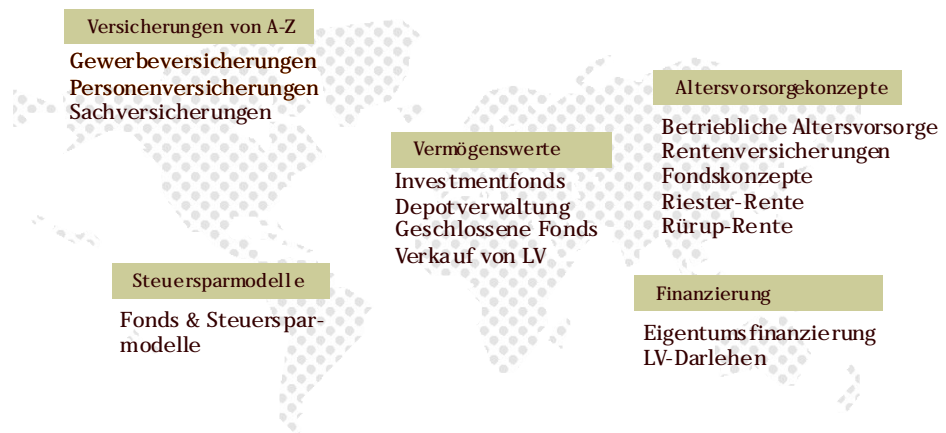 Versicherungen von A-Z
Gewerbeversicherungen
Personenversicherungen
Sachversicherungen
Vermögenswerte
Investmentfonds
Depotverwaltung
Geschlossene Fonds
Verkauf von LV
Altersvorsorgekonzepte
Betriebliche Altersvorsorge
Rentenversicherungen
Fondskonzepte
Riester-Rente
Rürup-Rente
Steuersparmodelle
Fonds & Steuerspar-
modelle
Finanzierung
Eigentumsfinanzierung
LV-Darlehen